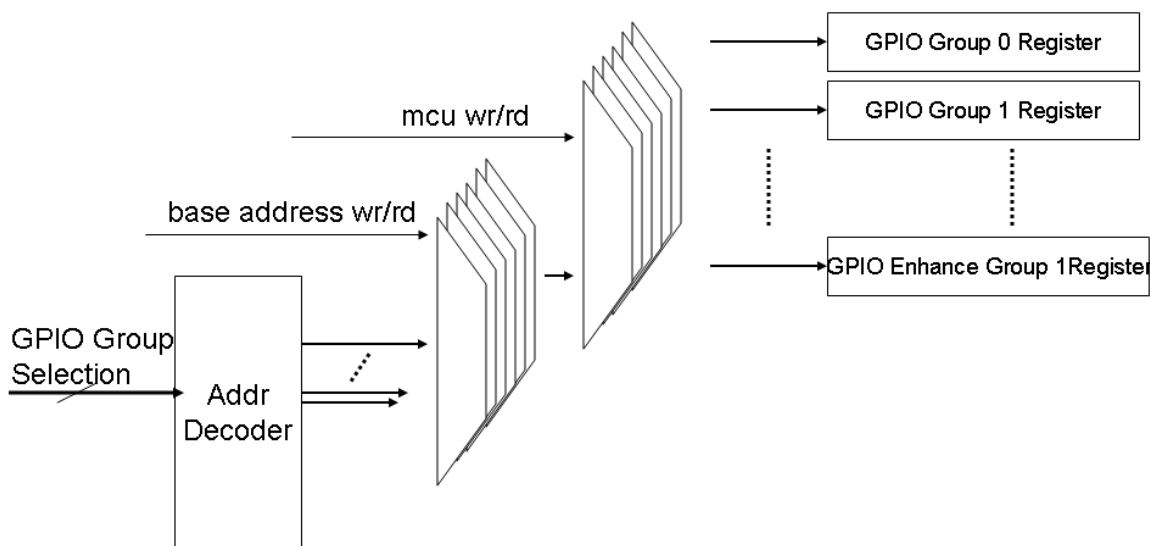 GPIO Group 0 Register
GPIO Group 1 Register
mcu wr/rd
base address wr/rd
GPIO Enhance Group 1Register
GPIO Group
Selection
Addr
Decoder